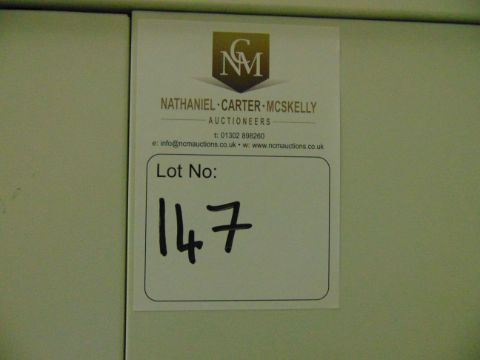 NCM
NATHANIEL · CARTER · MCSKELLY
AUCTIONEERS
t: 01302 898260
e: info@ncmauctions.co.uk • w: www.ncmauctions.co.uk
Lot No:
147